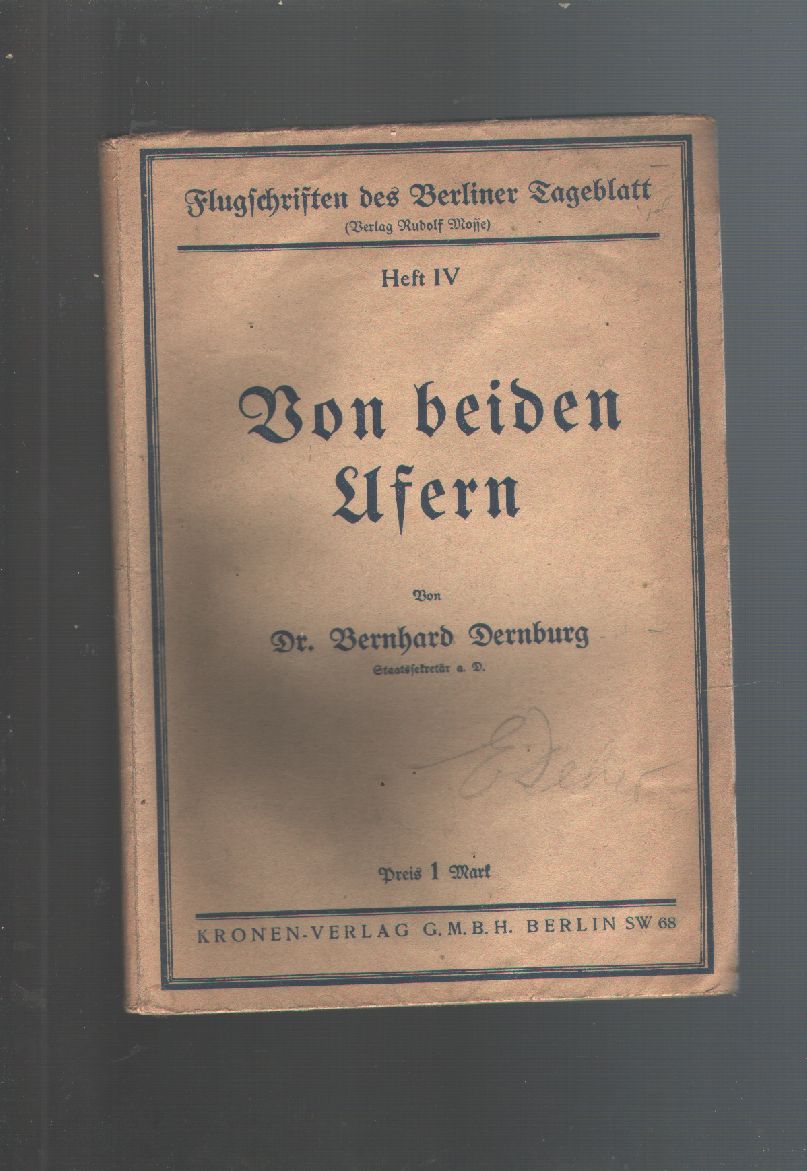 Flugschriften des Berliner Tageblatt
(Verlag Rudolf Mosse)
Heft IV
Von beiden
Ufern
Von
Dr. Bernhard Dernburg
Staatssekretär a. D.
Preis 1 Mark
KRONEN-VERLAG G.M.B.H. BERLIN SW 68